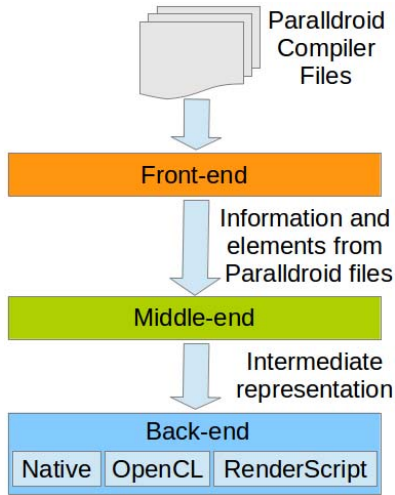 Paralldroid
Compiler
Files
Front-end
Information and
elements from
Paralldroid files
Middle-end
Intermediate
representation
Back-end
Native
OpenCL
RenderScript